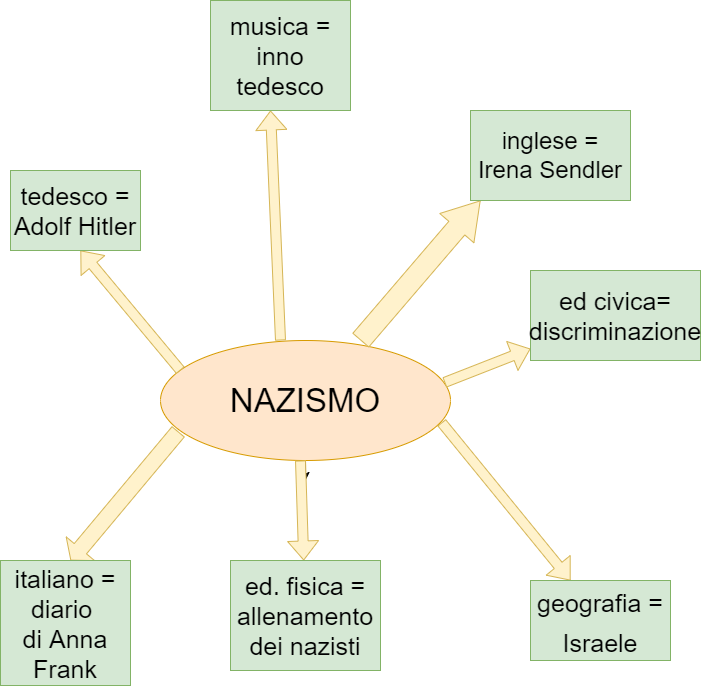 musica =
inno
tedesco
inglese =
Irena Sendler
tedesco =
Adolf Hitler
ed civica=
discriminazione
NAZISMO
italiano =
diario
di Anna
Frank
ed. fisica =
allenamento
dei nazisti
geografia =
Israele